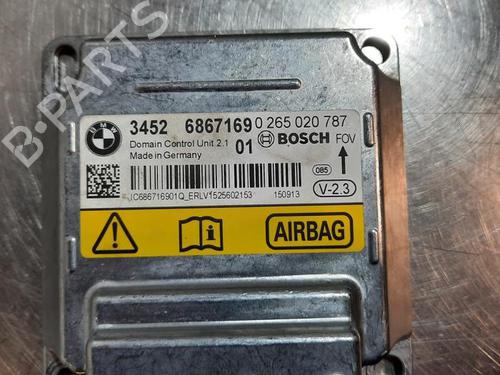 B-PARTS
BMW
3452 6867169 0 265 020 787
Domain Control Unit 2.1 01 BOSCH FOV
Made in Germany
085
V-2.3
JC686716901Q_ERLV1525602153 150913
AIRBAG